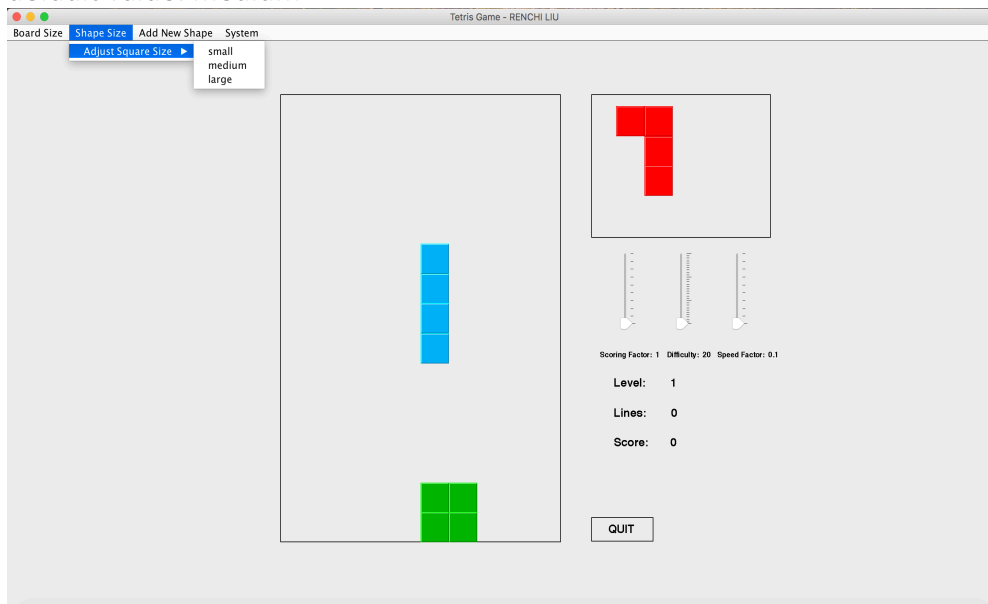 Tetris Game - RENCHI LIU
Board Size Shape Size Add New Shape System
Adjust Square Size ▶ small
medium
large
Scoring Factor: 1 Difficulty: 20 Speed Factor: 0.1
Level: 1
Lines: 0
Score: 0
QUIT